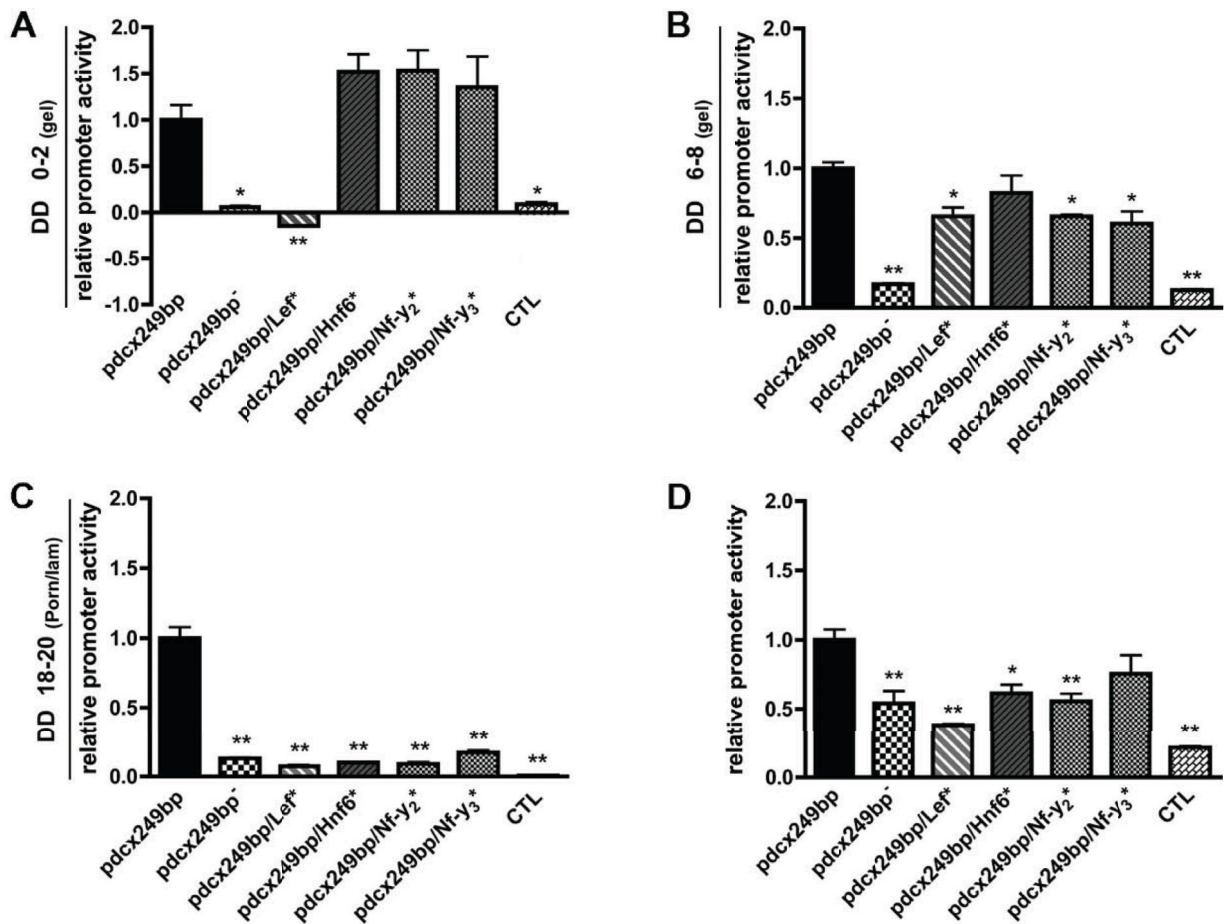 A
DD 0-2 (gel)
relative promoter activity
2.0
1.5
1.0
0.5
0.0
-0.5
-1.0
*
**
*
pdcx249bp
pdcx249bp-
pdcx249bp/Lef*
pdcx249bp/Hnf6*
pdcx249bp/Nf-y2*
pdcx249bp/Nf-y3*
CTL
B
DD 6-8 (gel)
relative promoter activity
2.0
1.5
1.0
0.5
0.0
**
*
*
*
**
pdcx249bp
pdcx249bp-
pdcx249bp/Lef*
pdcx249bp/Hnf6*
pdcx249bp/Nf-y2*
pdcx249bp/Nf-y3*
CTL
C
DD 18-20 (Porn/lam)
relative promoter activity
2.0
1.5
1.0
0.5
0.0
**
**
**
**
**
**
pdcx249bp
pdcx249bp-
pdcx249bp/Lef*
pdcx249bp/Hnf6*
pdcx249bp/Nf-y2*
pdcx249bp/Nf-y3*
CTL
D
relative promoter activity
2.0
1.5
1.0
0.5
0.0
**
**
*
**
**
pdcx249bp
pdcx249bp-
pdcx249bp/Lef*
pdcx249bp/Hnf6*
pdcx249bp/Nf-y2*
pdcx249bp/Nf-y3*
CTL